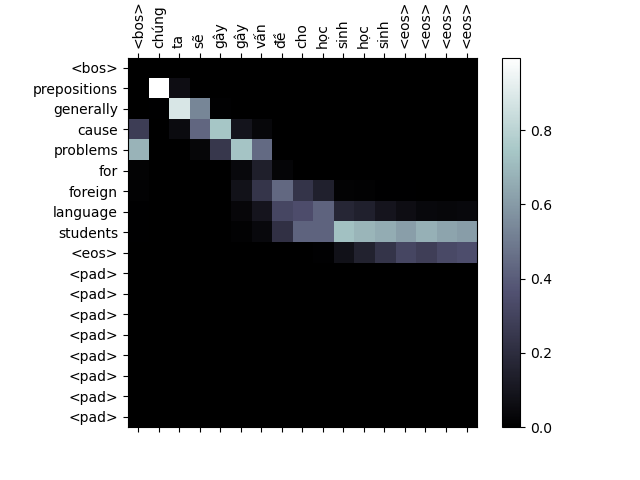 <bos> chúng ta sẽ gây gây vấn đề cho học sinh học sinh <eos> <eos> <eos> <eos>
<bos>
prepositions
generally
cause
problems
for
foreign
language
students
<eos>
<pad>
<pad>
<pad>
<pad>
<pad>
<pad>
<pad>
<pad>
0.8
0.6
0.4
0.2
0.0